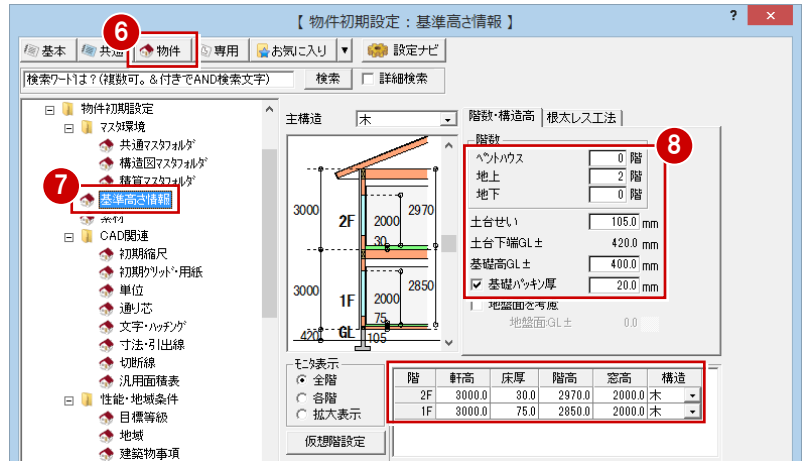 【 物件初期設定：基準高さ情報 】
? x
6
基本 共通 物件 専用 お気に入り ▼ 設定ナビ
検索ワードは？(複数可。＆付きでAND検索文字) 検索 詳細検索
物件初期設定
マスタ環境
共通マスタフォルダ
構造図マスタフォルダ
積算マスタフォルダ
7
基準高さ情報
素材
CAD関連
初期縮尺
初期グリッド・用紙
単位
通り芯
文字・ハッチング
寸法・引出線
切断線
汎用面積表
性能・地域条件
目標等級
地域
建築物事項
主構造 木
3000 2F 2000 2970
30
3000 1F 2000 2850
75
420 GL 105
階数・構造高 根太レス工法
8
階数
ペントハウス 0 階
地上 2 階
地下 0 階
土台せい 105.0 mm
土台下端GL± 420.0 mm
基礎高GL± 400.0 mm
基礎パッキン厚 20.0 mm
地盤面を考慮
地盤面:GL± 0.0
モニタ表示
全階
各階
拡大表示
仮想階設定
階 軒高 床厚 階高 窓高 構造
2F 3000.0 30.0 2970.0 2000.0 木
1F 3000.0 75.0 2850.0 2000.0 木